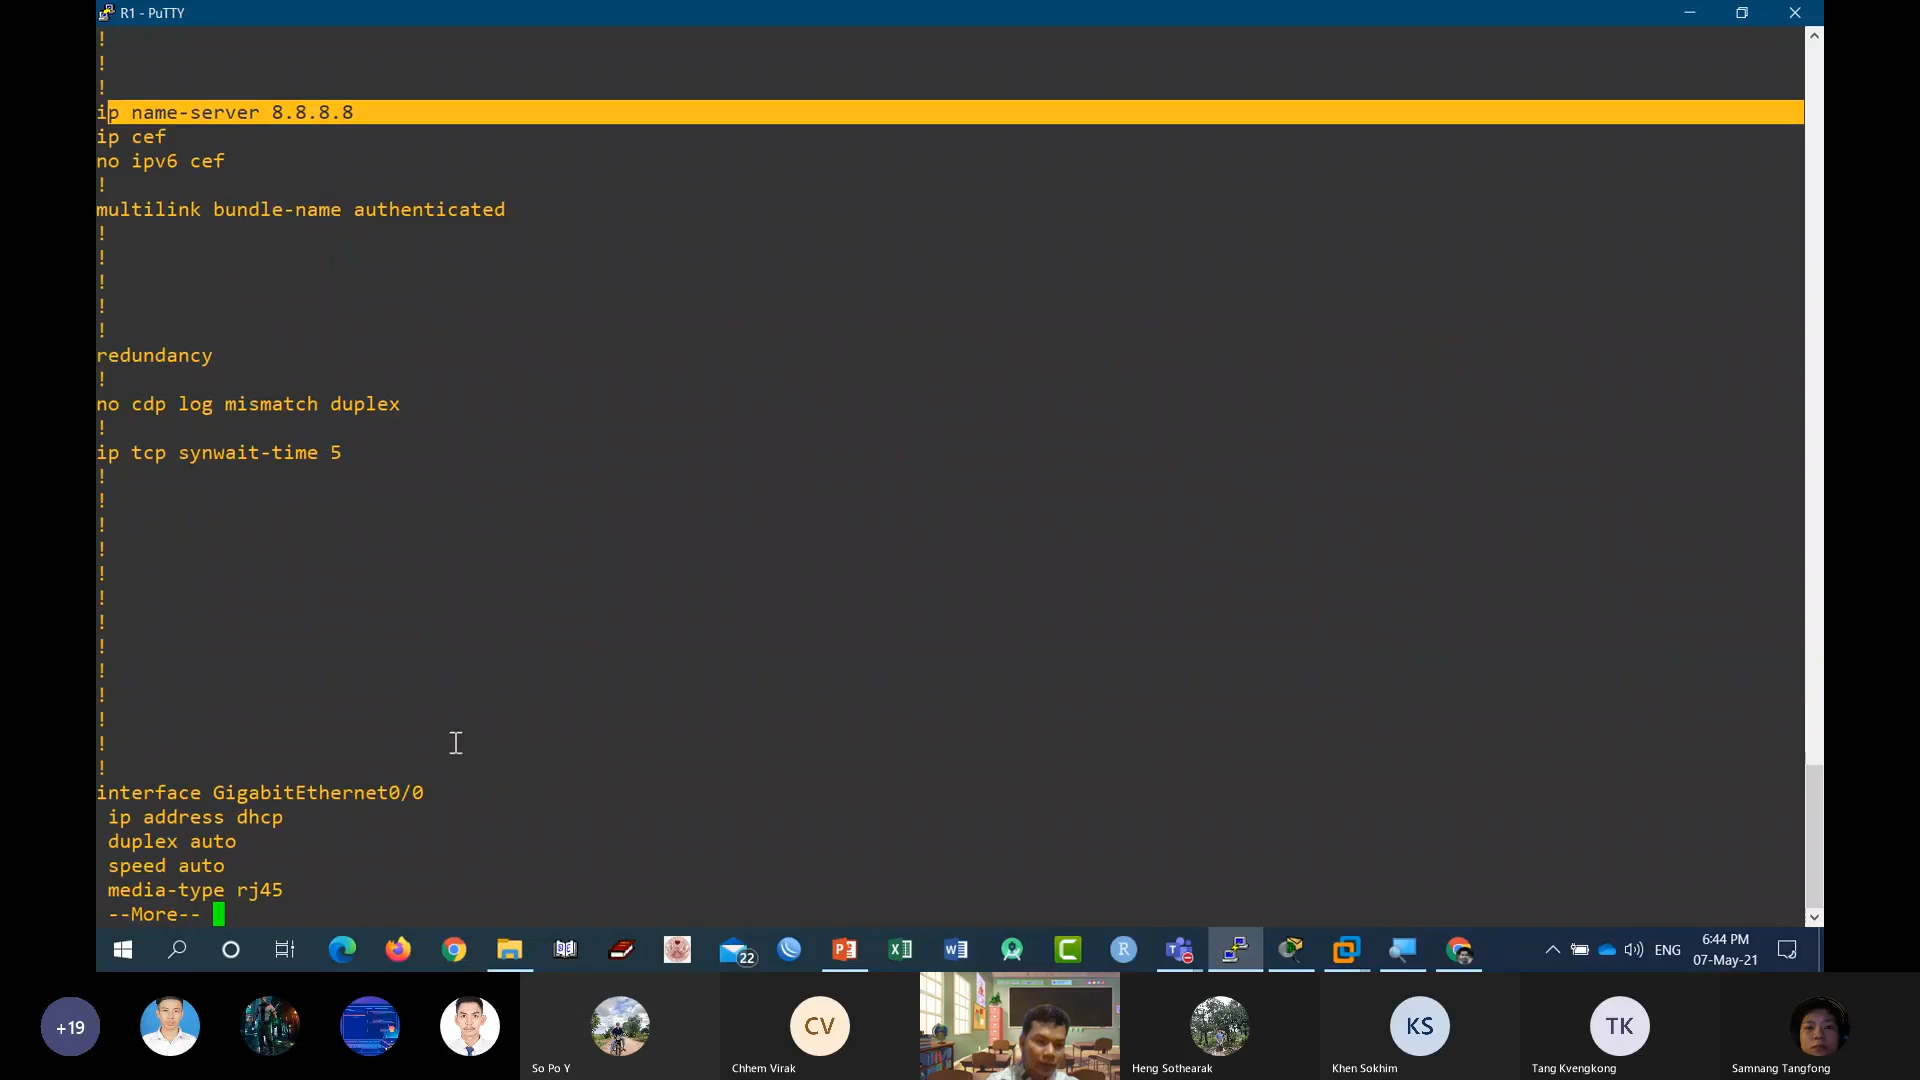 R1 - PuTTY
!
!
!
ip name-server 8.8.8.8
ip cef
no ipv6 cef
!
multilink bundle-name authenticated
!
!
!
!
!
redundancy
!
no cdp log mismatch duplex
!
ip tcp synwait-time 5
!
!
!
!
!
!
!
!
!
!
!
!
!
interface GigabitEthernet0/0
ip address dhcp
duplex auto
speed auto
media-type rj45
--More--
22
ENG
6:44 PM
07-May-21
+19
So Po Y
CV
Chhem Virak
Heng Sothearak
KS
Khen Sokhim
TK
Tang Kvengkong
Samnang Tangfong